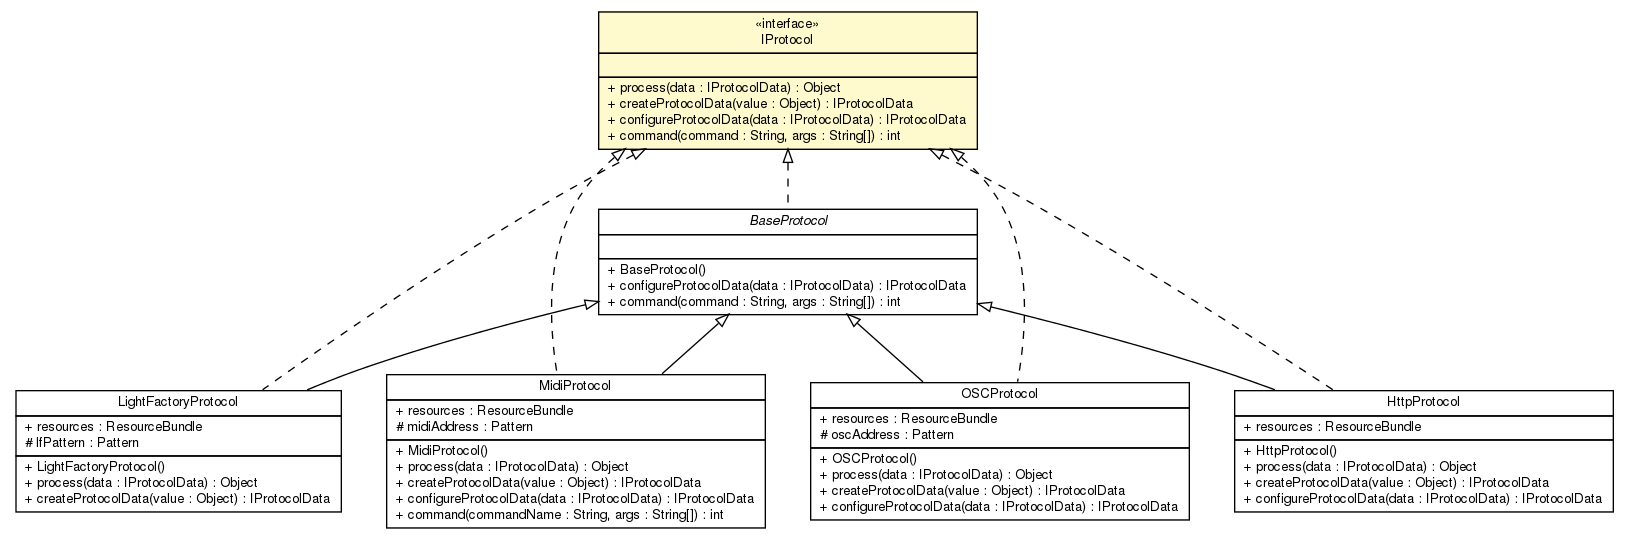 «interface»
IProtocol
+ process(data : IProtocolData) : Object
+ createProtocolData(value : Object) : IProtocolData
+ configureProtocolData(data : IProtocolData) : IProtocolData
+ command(command : String, args : String[]) : int
BaseProtocol
+ BaseProtocol()
+ configureProtocolData(data : IProtocolData) : IProtocolData
+ command(command : String, args : String[]) : int
LightFactoryProtocol
+ resources : ResourceBundle
# lfPattern : Pattern
+ LightFactoryProtocol()
+ process(data : IProtocolData) : Object
+ createProtocolData(value : Object) : IProtocolData
MidiProtocol
+ resources : ResourceBundle
# midiAddress : Pattern
+ MidiProtocol()
+ process(data : IProtocolData) : Object
+ createProtocolData(value : Object) : IProtocolData
+ configureProtocolData(data : IProtocolData) : IProtocolData
+ command(commandName : String, args : String[]) : int
OSCProtocol
+ resources : ResourceBundle
# oscAddress : Pattern
+ OSCProtocol()
+ process(data : IProtocolData) : Object
+ createProtocolData(value : Object) : IProtocolData
+ configureProtocolData(data : IProtocolData) : IProtocolData
HttpProtocol
+ resources : ResourceBundle
+ HttpProtocol()
+ process(data : IProtocolData) : Object
+ createProtocolData(value : Object) : IProtocolData
+ configureProtocolData(data : IProtocolData) : IProtocolData